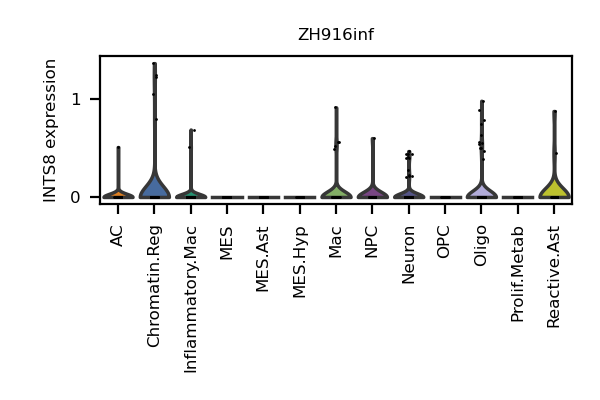 ZH916inf
INTS8 expression
1
0
AC
Chromatin.Reg
Inflammatory.Mac
MES
MES.Ast
MES.Hyp
Mac
NPC
Neuron
OPC
Oligo
Prolif.Metab
Reactive.Ast